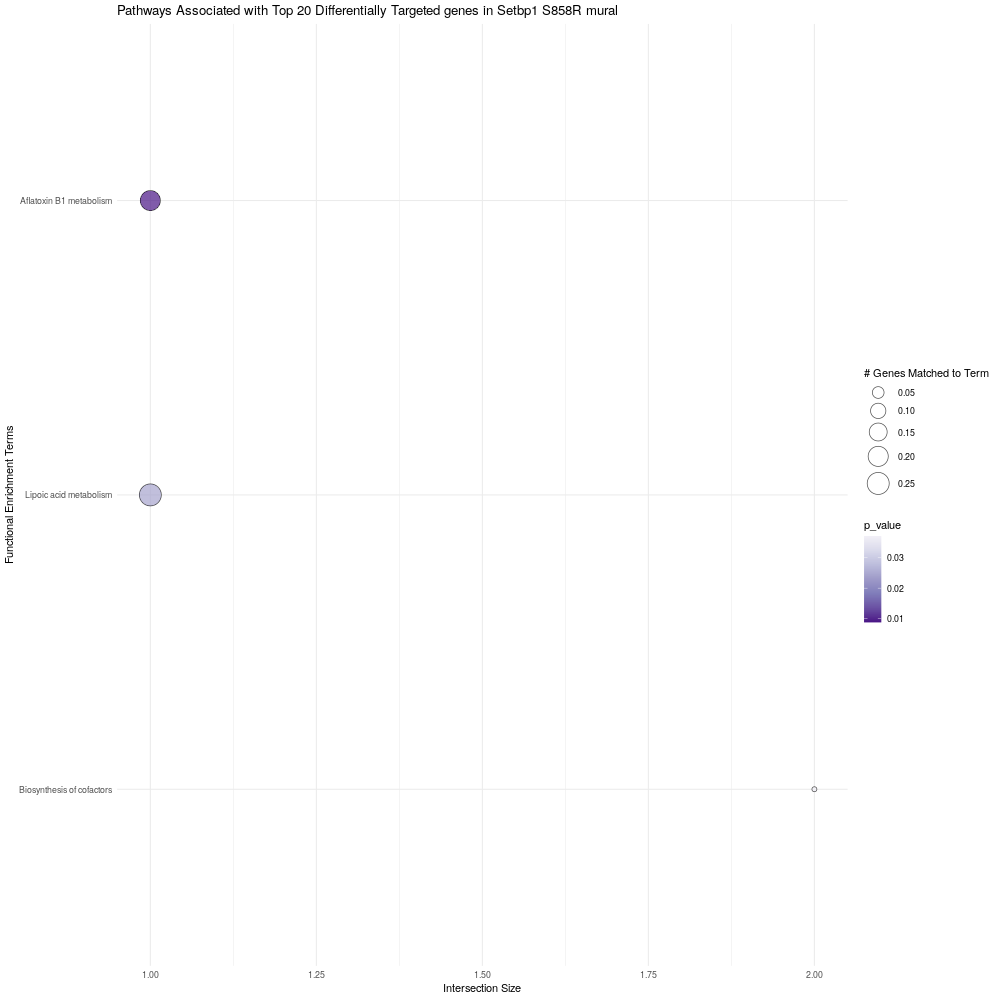 Pathways Associated with Top 20 Differentially Targeted genes in Setbp1 S858R mural
Functional Enrichment Terms
Aflatoxin B1 metabolism
Lipoic acid metabolism
Biosynthesis of cofactors
1.00
1.25
1.50
1.75
2.00
Intersection Size
# Genes Matched to Term
0.05
0.10
0.15
0.20
0.25
p_value
0.03
0.02
0.01